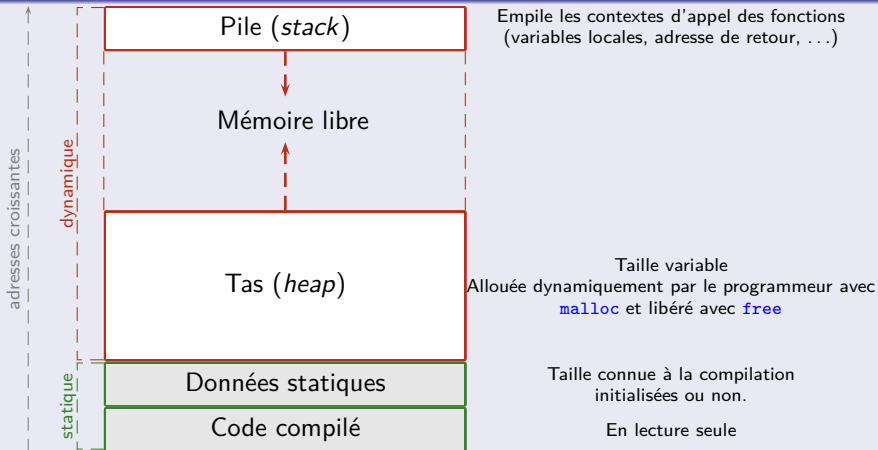 Pile (stack)
Empile les contextes d'appel des fonctions
(variables locales, adresse de retour, ...)
Mémoire libre
adresses croissantes
dynamique
Tas (heap)
Taille variable
Allouée dynamiquement par le programmeur avec
malloc et libéré avec free
statique
Données statiques
Taille connue à la compilation
initialisées ou non.
Code compilé
En lecture seule